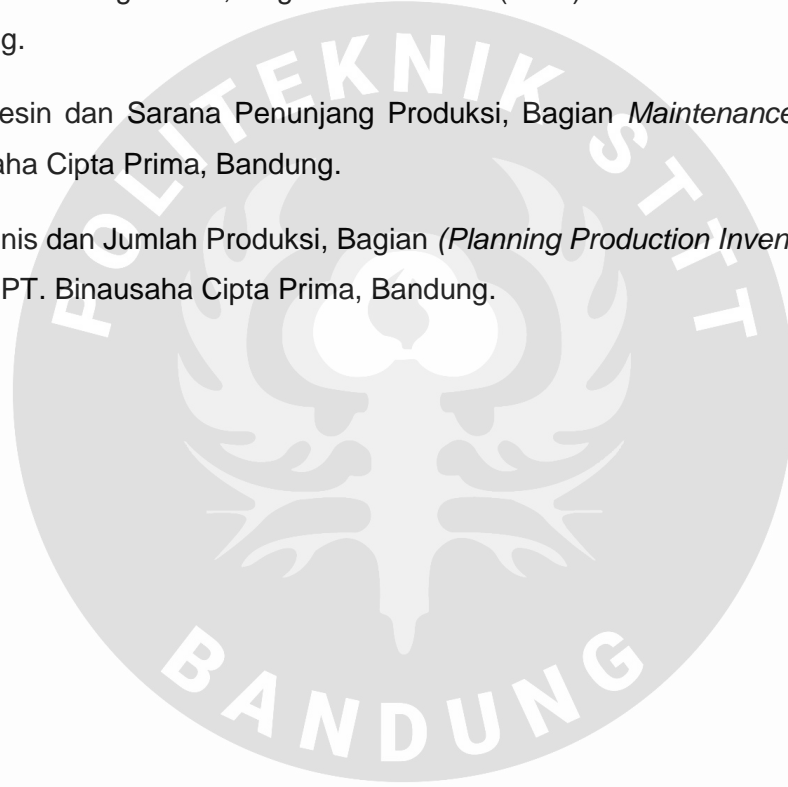 g.
esin dan Sarana Penunjang Produksi, Bagian Maintenance
aha Cipta Prima, Bandung.
nis dan Jumlah Produksi, Bagian (Planning Production Inven
PT. Binausaha Cipta Prima, Bandung.
POLITEKNIK STTT
BANDUNG